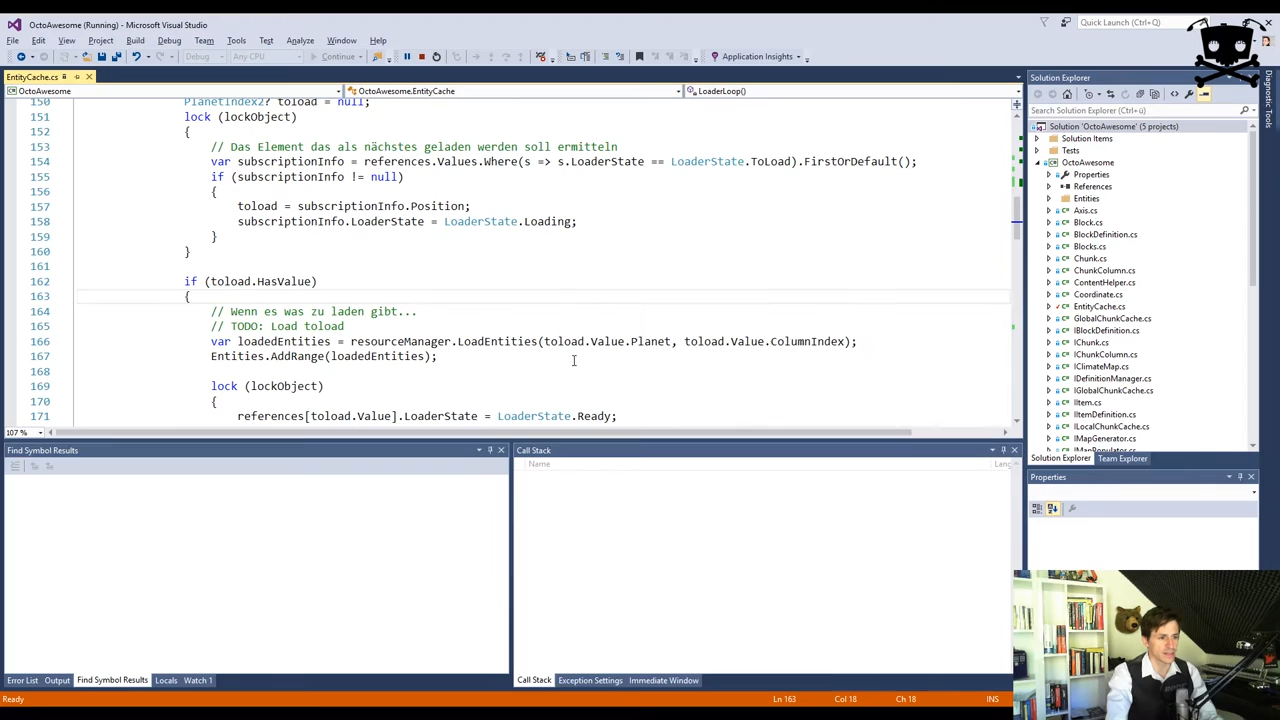 OctoAwesome (Running) - Microsoft Visual Studio
Quick Launch (Ctrl+Q)
File Edit View Project Build Debug Team Tools Test Analyze Window Help
Debug Any CPU Continue Application Insights
EntityCache.cs
OctoAwesome OctoAwesome.EntityCache LoaderLoop()
150 PlanetIndex2? toload = null;
151 lock (lockObject)
152 {
153 // Das Element das als nächstes geladen werden soll ermitteln
154 var subscriptionInfo = references.Values.Where(s => s.LoaderState == LoaderState.ToLoad).FirstOrDefault();
155 if (subscriptionInfo != null)
156 {
157 toload = subscriptionInfo.Position;
158 subscriptionInfo.LoaderState = LoaderState.Loading;
159 }
160 }
161
162 if (toload.HasValue)
163 {
164 // Wenn es was zu laden gibt...
165 // TODO: Load toload
166 var loadedEntities = resourceManager.LoadEntities(toload.Value.Planet, toload.Value.ColumnIndex);
167 Entities.AddRange(loadedEntities);
168
169 lock (lockObject)
170 {
171 references[toload.Value].LoaderState = LoaderState.Ready;
107 %
Find Symbol Results
Call Stack
Name Lang
Error List Output Find Symbol Results Locals Watch 1
Call Stack Exception Settings Immediate Window
Solution Explorer
Search Solution Explorer (Ctrl+ü)
Solution 'OctoAwesome' (5 projects)
Solution Items
Tests
OctoAwesome
Properties
References
Entities
Axis.cs
Block.cs
BlockDefinition.cs
Blocks.cs
Chunk.cs
ChunkColumn.cs
ContentHelper.cs
Coordinate.cs
EntityCache.cs
GlobalChunkCache.cs
IBlockDefinition.cs
IChunk.cs
IChunkColumn.cs
IClimateMap.cs
IDefinitionManager.cs
IGlobalChunkCache.cs
IItem.cs
IItemDefinition.cs
ILocalChunkCache.cs
IMapGenerator.cs
IMapPopulator.cs
Solution Explorer Team Explorer
Properties
Diagnostic Tools
Ready Ln 163 Col 18 Ch 18 INS